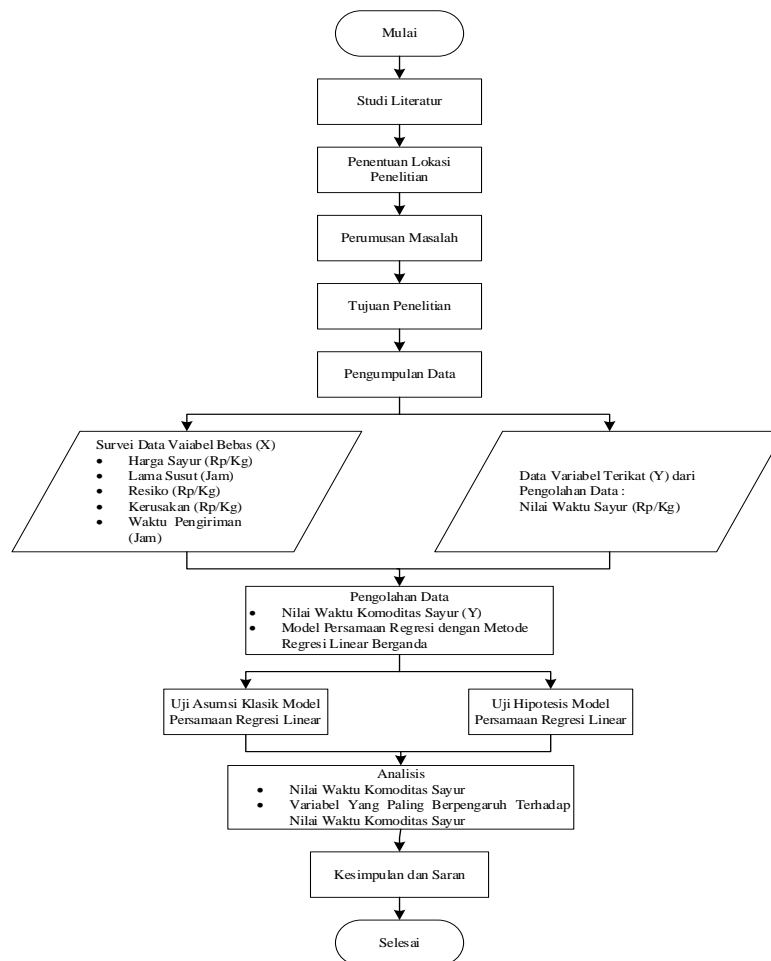 Mulai
Studi Literatur
Penentuan Lokasi
Penelitian
Perumusan Masalah
Tujuan Penelitian
Pengumpulan Data
Survei Data Vaiabel Bebas (X)
• Harga Sayur (Rp/Kg)
• Lama Susut (Jam)
• Resiko (Rp/Kg)
• Kerusakan (Rp/Kg)
• Waktu Pengiriman
(Jam)
Data Variabel Terikat (Y) dari
Pengolahan Data :
Nilai Waktu Sayur (Rp/Kg)
Pengolahan Data
• Nilai Waktu Komoditas Sayur (Y)
• Model Persamaan Regresi dengan Metode
Regresi Linear Berganda
Uji Asumsi Klasik Model
Persamaan Regresi Linear
Uji Hipotesis Model
Persamaan Regresi Linear
Analisis
• Nilai Waktu Komoditas Sayur
• Variabel Yang Paling Berpengaruh Terhadap
Nilai Waktu Komoditas Sayur
Kesimpulan dan Saran
Selesai